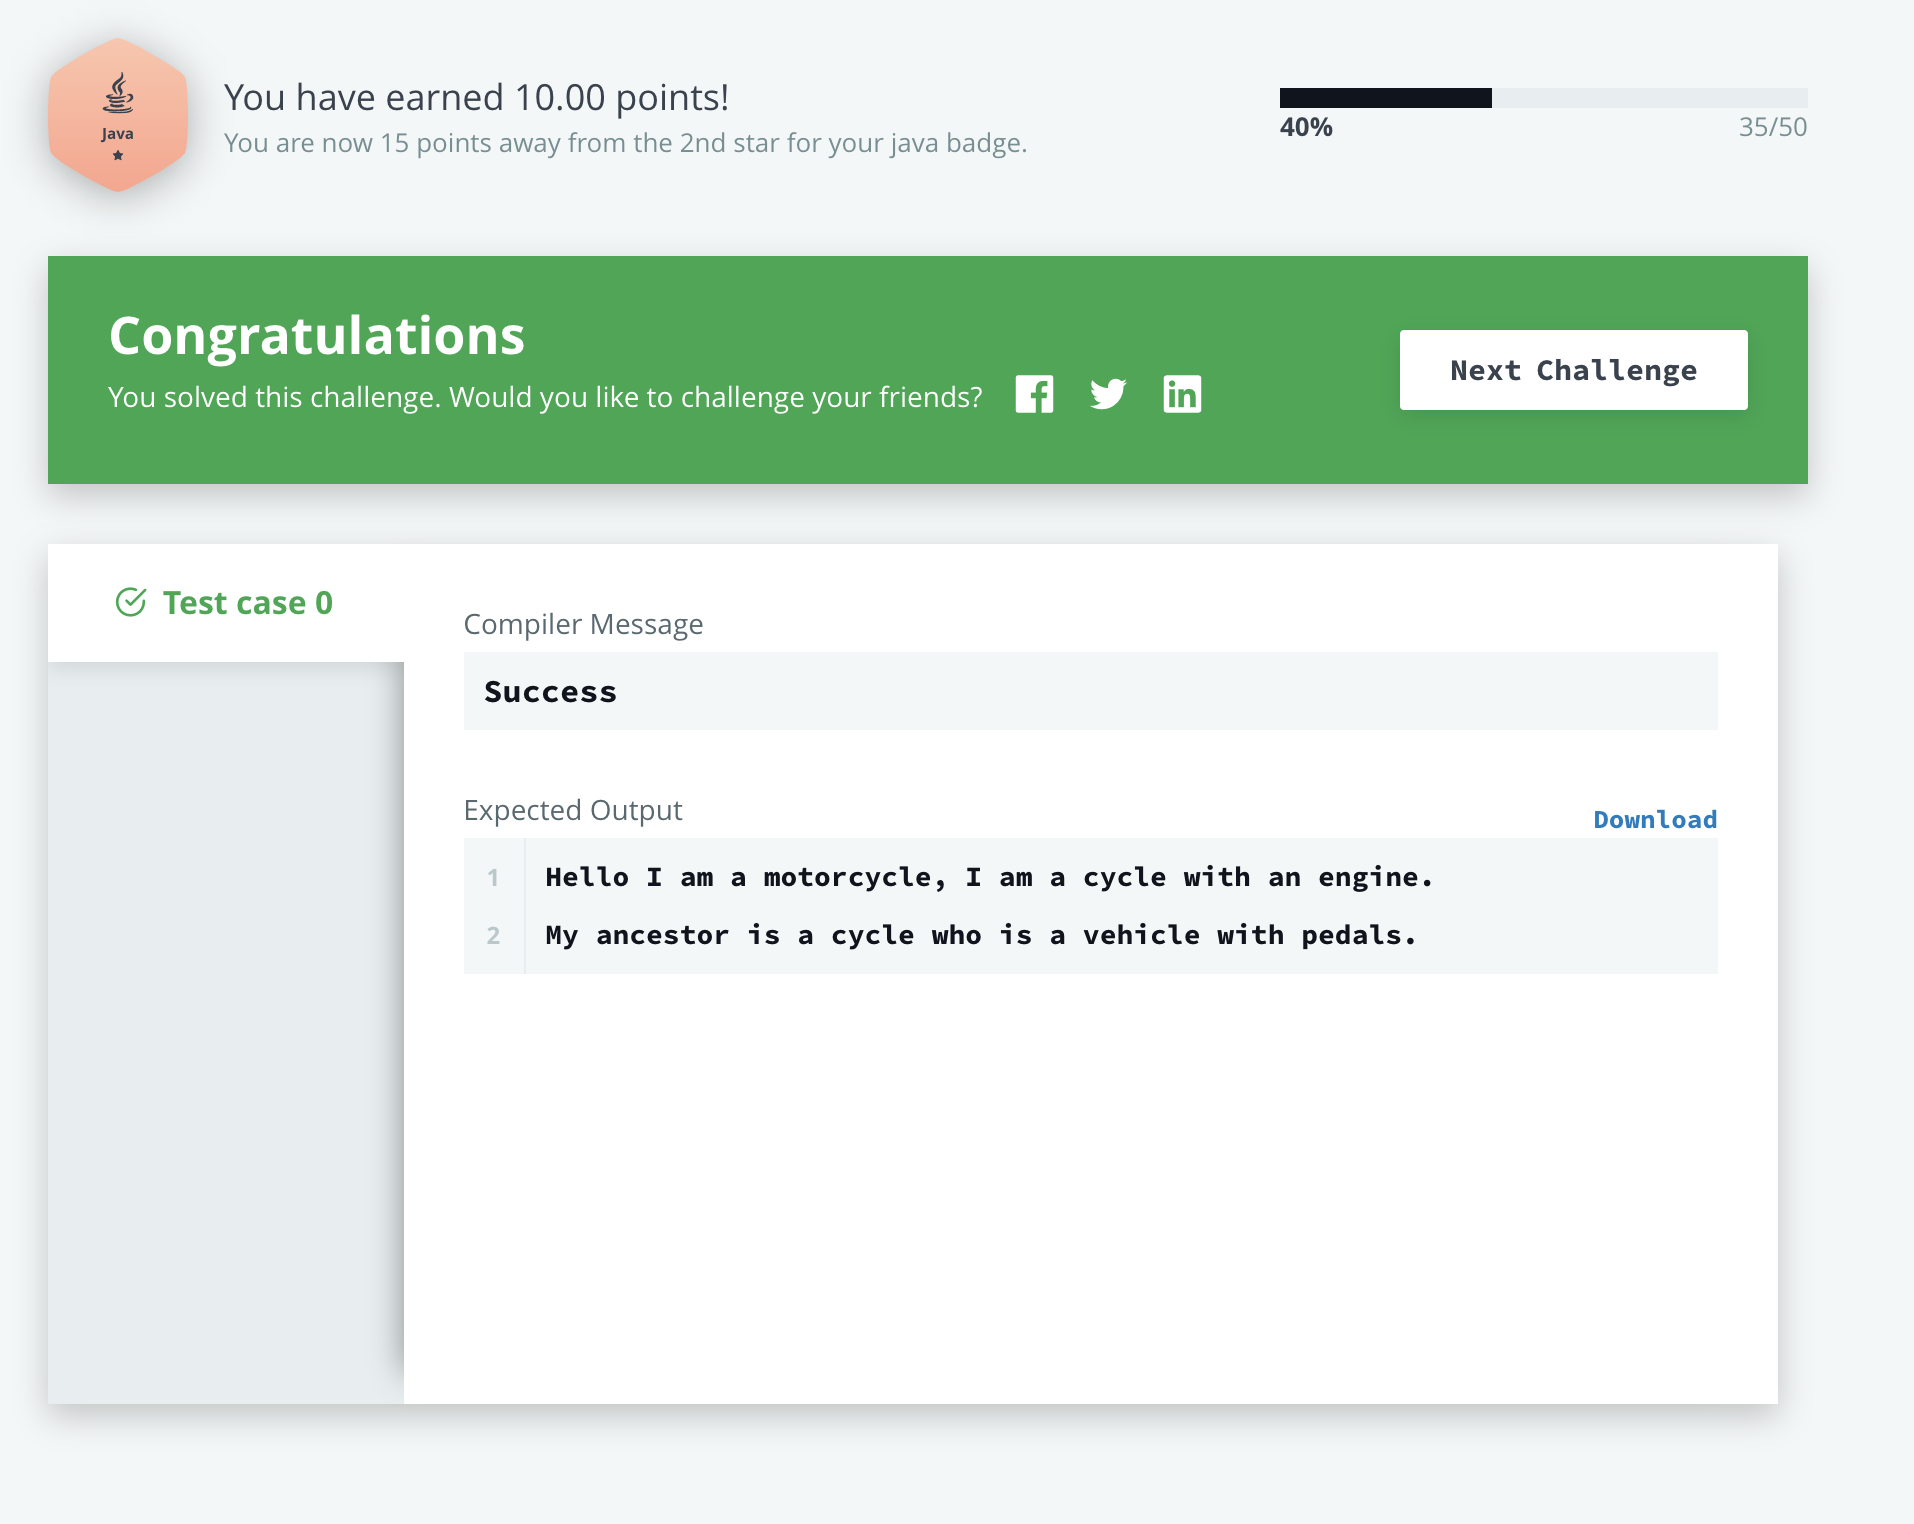 Java
You have earned 10.00 points!
You are now 15 points away from the 2nd star for your java badge.
40%
35/50
Congratulations
You solved this challenge. Would you like to challenge your friends?
Next Challenge
Test case 0
Compiler Message
Success
Expected Output
Download
1 Hello I am a motorcycle, I am a cycle with an engine.
2 My ancestor is a cycle who is a vehicle with pedals.